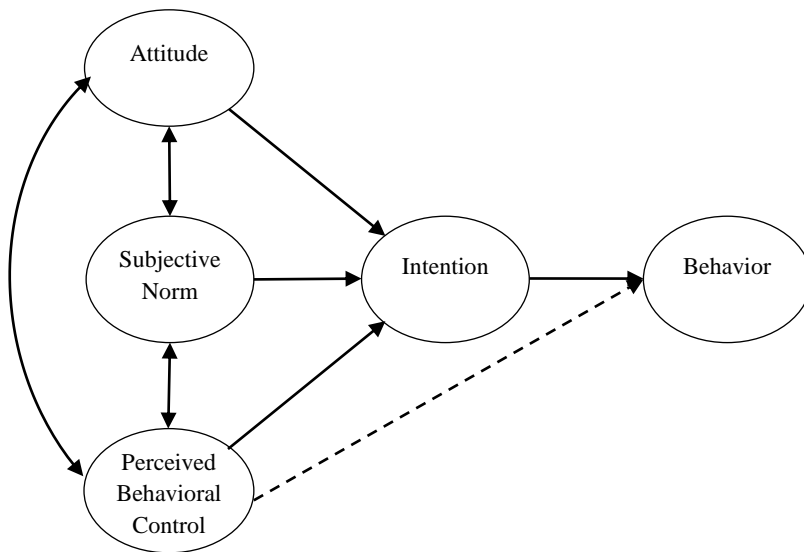 Attitude
Subjective
Norm
Intention
Behavior
Perceived
Behavioral
Control